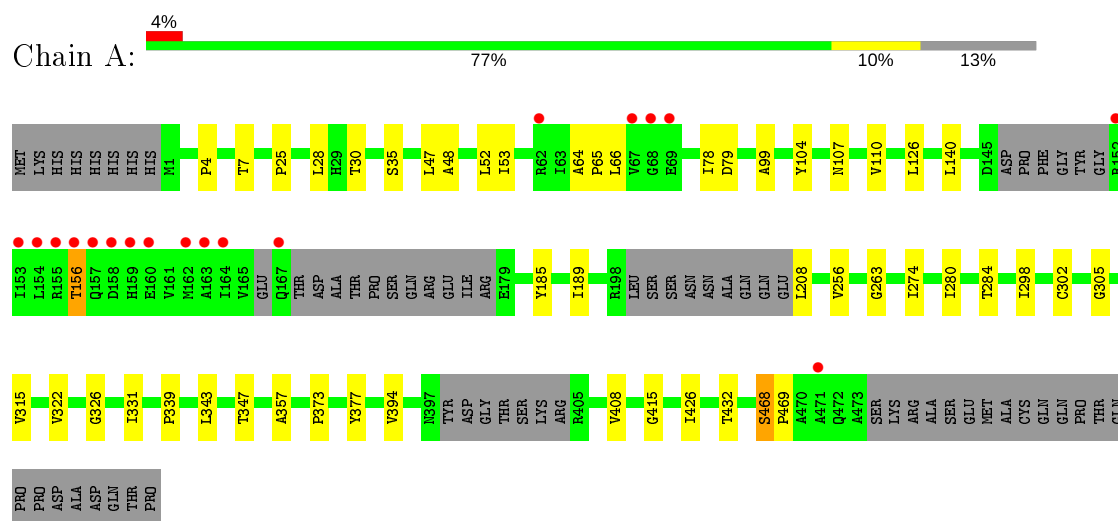 4%
Chain A:
77% 10% 13%
MET LYS HIS HIS HIS HIS HIS HIS M1 P4 T7 P25 L28 H29 T30 S35 L47 A48 L52 I53 R62 I63 A64 P65 L66 V67 G68 E69 I78 D79 A99 Y104 N107 V110 L126 L140 D145 ASP PRO PHE GLY TYR GLY R152
I153 L154 R155 T156 Q157 D158 H159 E160 V161 M162 A163 I164 V165 GLU Q167 THR ASP ALA THR PRO SER GLN ARG GLU ILE ARG E179 Y185 I189 R198 LEU SER SER ASN ASN ALA GLN GLN GLU L208 V256 G263 I274 I280 T284 I298 C302 G305
V315 V322 G326 I331 P339 L343 T347 A357 P373 Y377 V394 N397 TYR ASP GLY THR SER LYS ARG R405 V408 G415 I426 T432 S468 P469 A470 A471 Q472 A473 SER LYS ARG ALA SER GLU MET ALA CYS GLN GLN PRO THR GLN
PRO PRO ASP ALA ASP GLN THR PRO